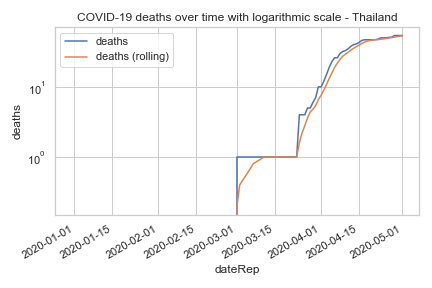 COVID-19 deaths over time with logarithmic scale - Thailand
deaths
deaths (rolling)
deaths
10¹
10⁰
2020-01-01
2020-01-15
2020-02-01
2020-02-15
2020-03-01
2020-03-15
2020-04-01
2020-04-15
2020-05-01
dateRep